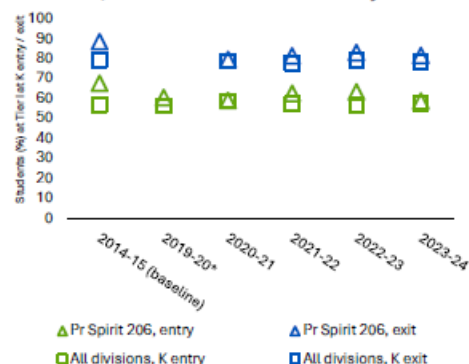 100
90
80
70
60
50
40
30
20
10
0
Students (%) at Tier I at K entry / exit
2014-15 (baseline)
2019-20*
2020-21
2021-22
2022-23
2023-24
Pr Spirit 206, entry
Pr Spirit 206, exit
All divisions, K entry
All divisions, K exit